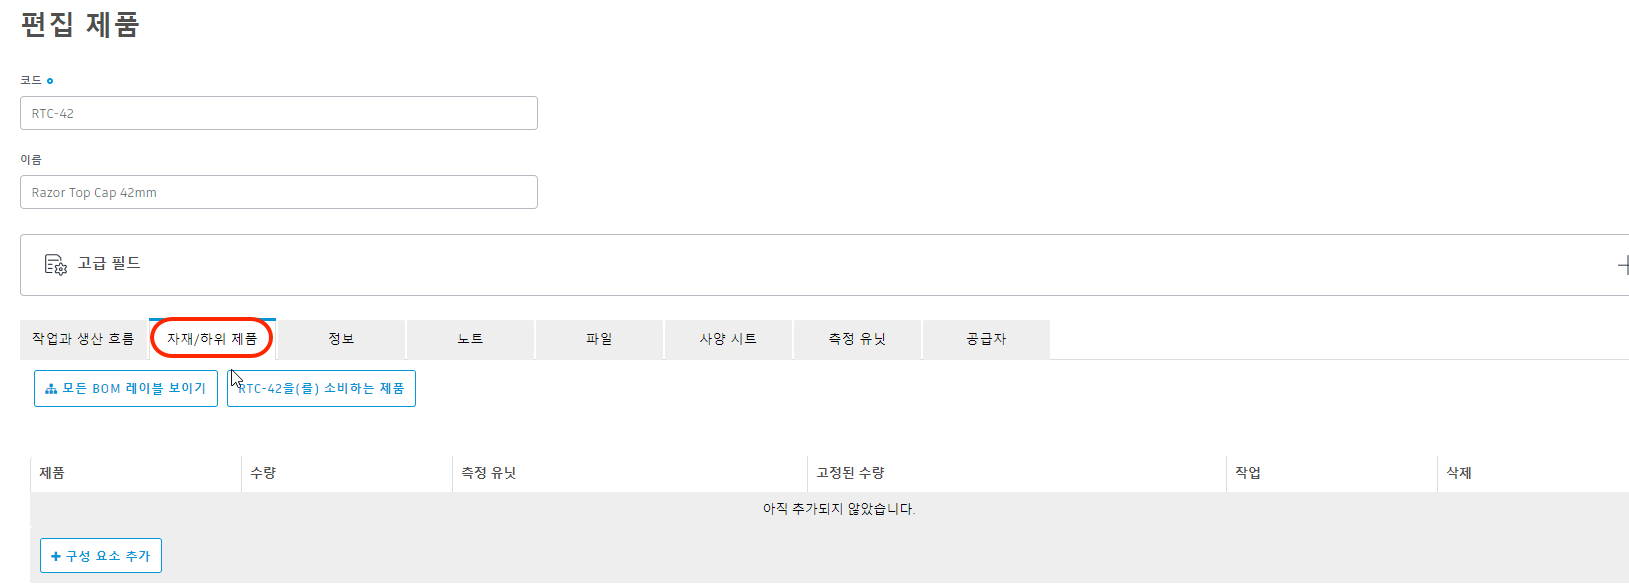 편집 제품
코드
RTC-42
이름
Razor Top Cap 42mm
고급 필드
작업과 생산 흐름 자재/하위 제품 정보 노트 파일 사양 시트 측정 유닛 공급자
모든 BOM 레이블 보이기 RTC-42을(를) 소비하는 제품
제품 수량 측정 유닛 고정된 수량 작업 삭제
아직 추가되지 않았습니다.
+ 구성 요소 추가